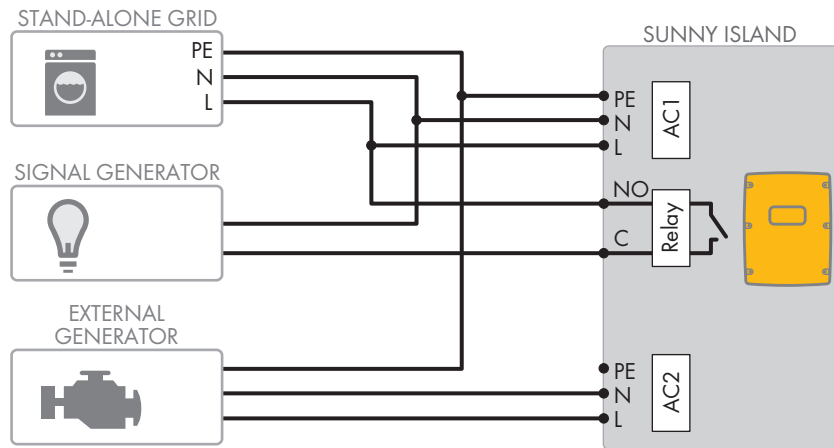 STAND-ALONE GRID
PE
N
L
SUNNY ISLAND
PE
N
L
AC1
SIGNAL GENERATOR
NO
C
Relay
EXTERNAL
GENERATOR
PE
N
L
AC2